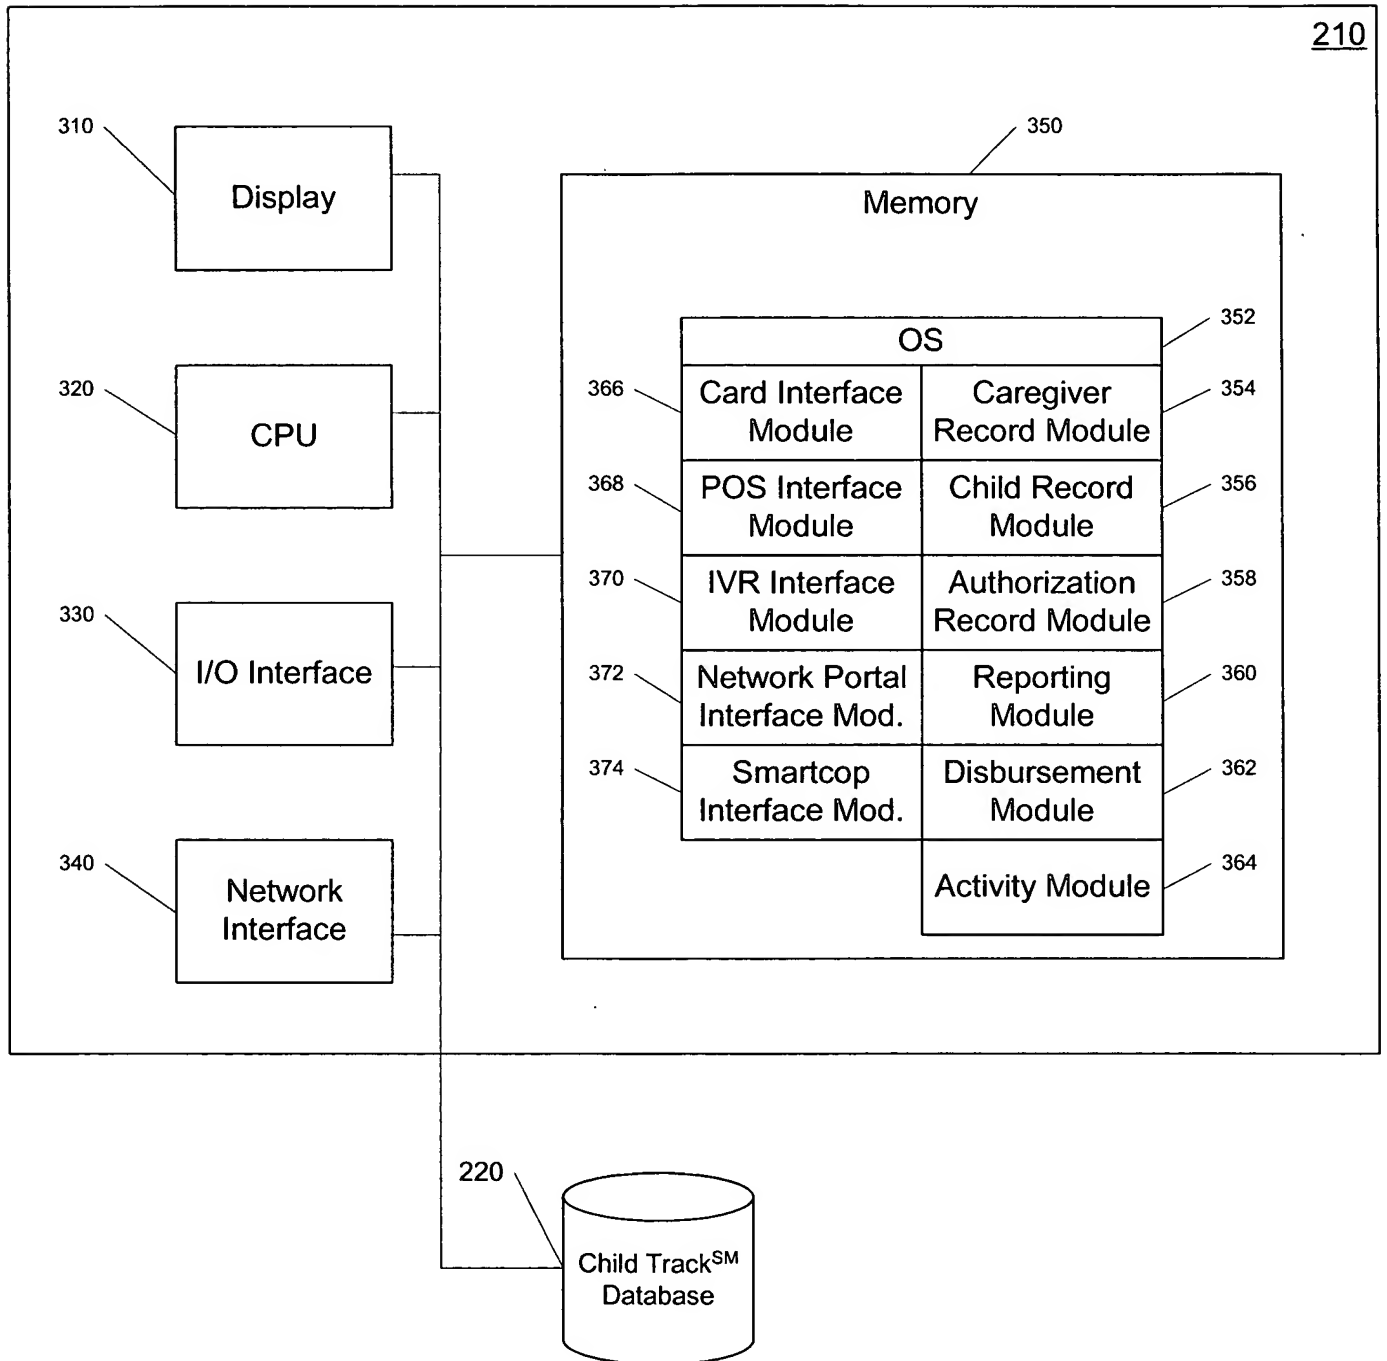 210
310
Display
320
CPU
330
I/O Interface
340
Network
Interface
350
Memory
352
OS
366
Card Interface
Module
Caregiver
Record Module
354
368
POS Interface
Module
Child Record
Module
356
370
IVR Interface
Module
Authorization
Record Module
358
372
Network Portal
Interface Mod.
Reporting
Module
360
374
Smartcop
Interface Mod.
Disbursement
Module
362
Activity Module
364
220
Child Track℠
Database